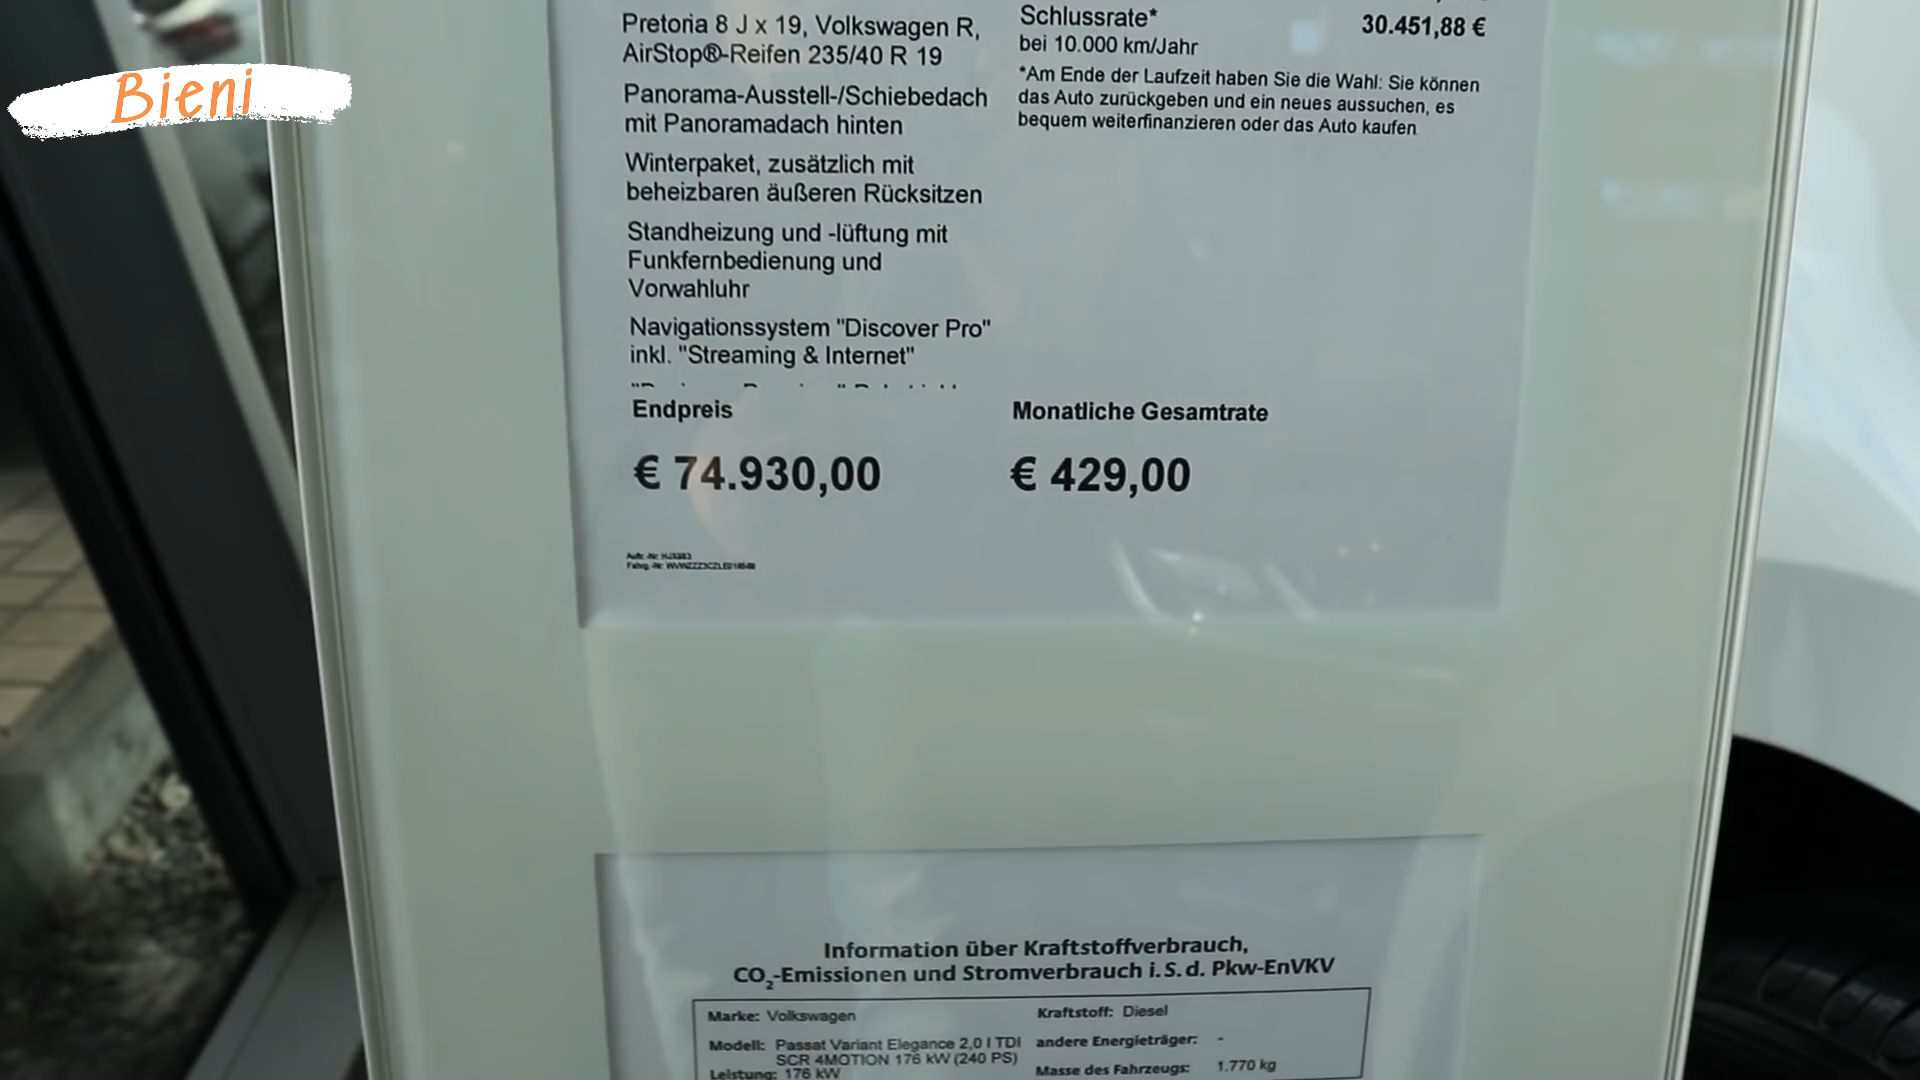 Bieni
Pretoria 8 J x 19, Volkswagen R,
AirStop®-Reifen 235/40 R 19
Panorama-Ausstell-/Schiebedach
mit Panoramadach hinten
Winterpaket, zusätzlich mit
beheizbaren äußeren Rücksitzen
Standheizung und -lüftung mit
Funkfernbedienung und
Vorwahluhr
Navigationssystem "Discover Pro"
inkl. "Streaming & Internet"
Schlussrate* 30.451,88 €
bei 10.000 km/Jahr
*Am Ende der Laufzeit haben Sie die Wahl: Sie können
das Auto zurückgeben und ein neues aussuchen, es
bequem weiterfinanzieren oder das Auto kaufen
Endpreis
€ 74.930,00
Monatliche Gesamtrate
€ 429,00
Information über Kraftstoffverbrauch,
CO₂-Emissionen und Stromverbrauch i.S.d. Pkw-EnVKV
Marke: Volkswagen
Modell: Passat Variant Elegance 2,0 l TDI
SCR 4MOTION 176 kW (240 PS)
Leistung: 176 kW
Kraftstoff: Diesel
andere Energieträger: -
Masse des Fahrzeugs: 1.770 kg